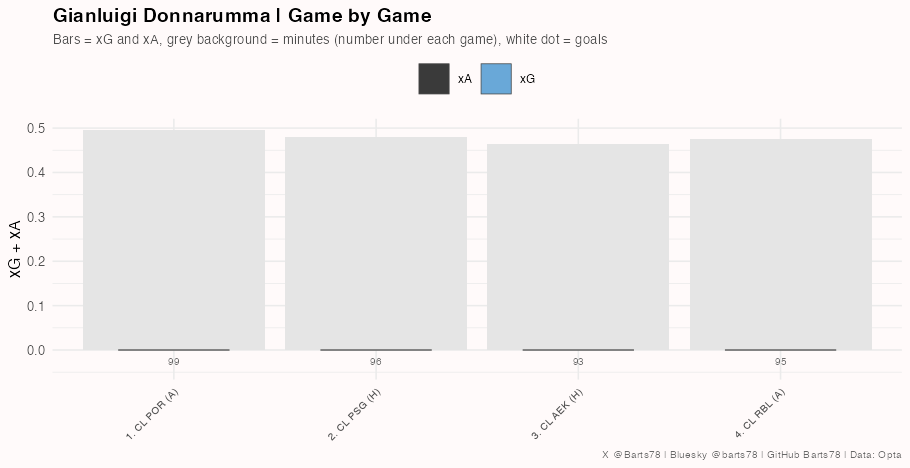 Gianluigi Donnarumma | Game by Game
Bars = xG and xA, grey background = minutes (number under each game), white dot = goals
xA xG
xG + xA
0.5
0.4
0.3
0.2
0.1
0.0
99 96 93 95
1. CL POR (A) 2. CL PSG (H) 3. CL AEK (H) 4. CL RBL (A)
X @Barts78 | Bluesky @barts78 | GitHub Barts78 | Data: Opta